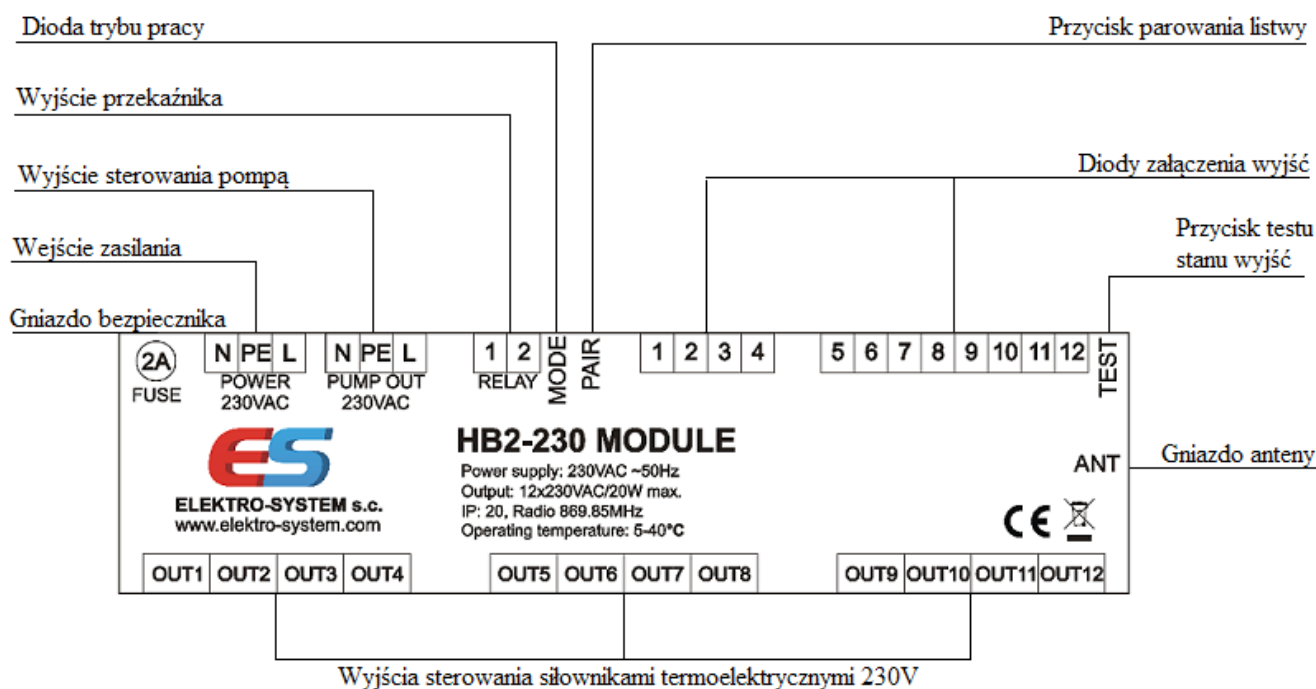 Dioda trybu pracy
Przycisk parowania listwy
Wyjście przekaźnika
Wyjście sterowania pompą
Diody załączenia wyjść
Wejście zasilania
Przycisk testu
stanu wyjść
Gniazdo bezpiecznika
2A
FUSE
N PE L
POWER
230VAC
N PE L
PUMP OUT
230VAC
1 2
RELAY
MODE
PAIR
1 2 3 4
5 6 7 8 9 10 11 12
TEST
ES
ELEKTRO-SYSTEM s.c.
www.elektro-system.com
HB2-230 MODULE
Power supply: 230VAC ~50Hz
Output: 12x230VAC/20W max.
IP: 20, Radio 869.85MHz
Operating temperature: 5-40°C
ANT
Gniazdo anteny
CE
OUT1 OUT2 OUT3 OUT4
OUT5 OUT6 OUT7 OUT8
OUT9 OUT10 OUT11 OUT12
Wyjścia sterowania siłownikami termoelektrycznymi 230V